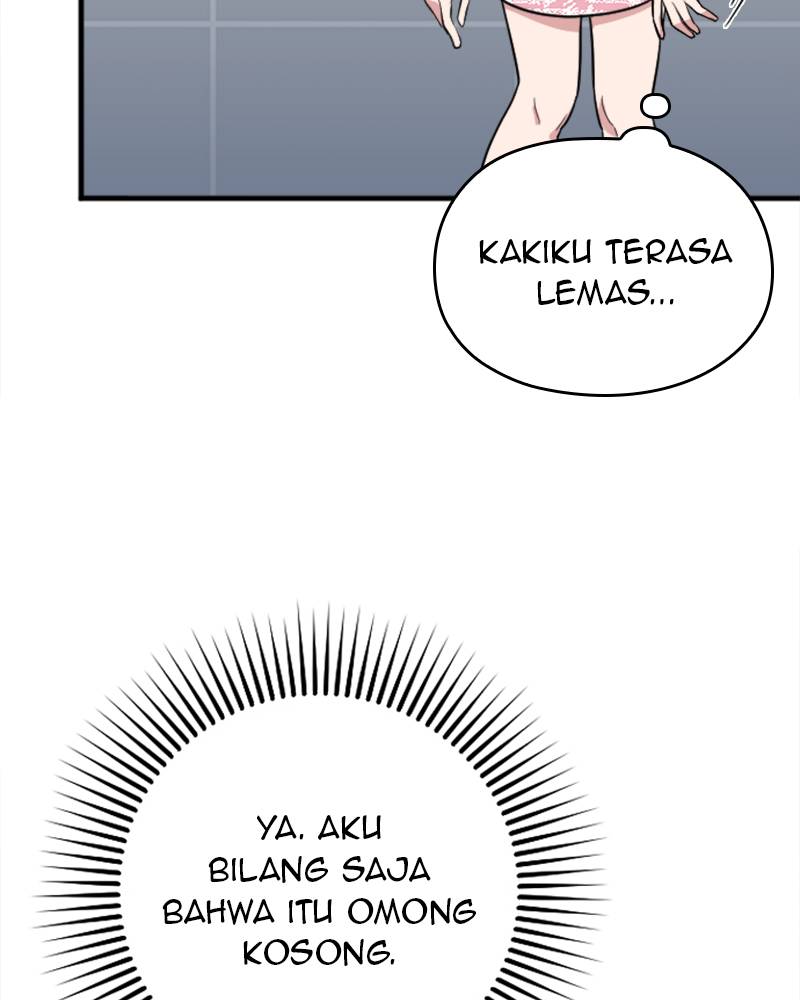 KAKIKU TERASA
LEMAS...
YA. AKU
BILANG SAJA
BAHWA ITU OMONG
KOSONG.